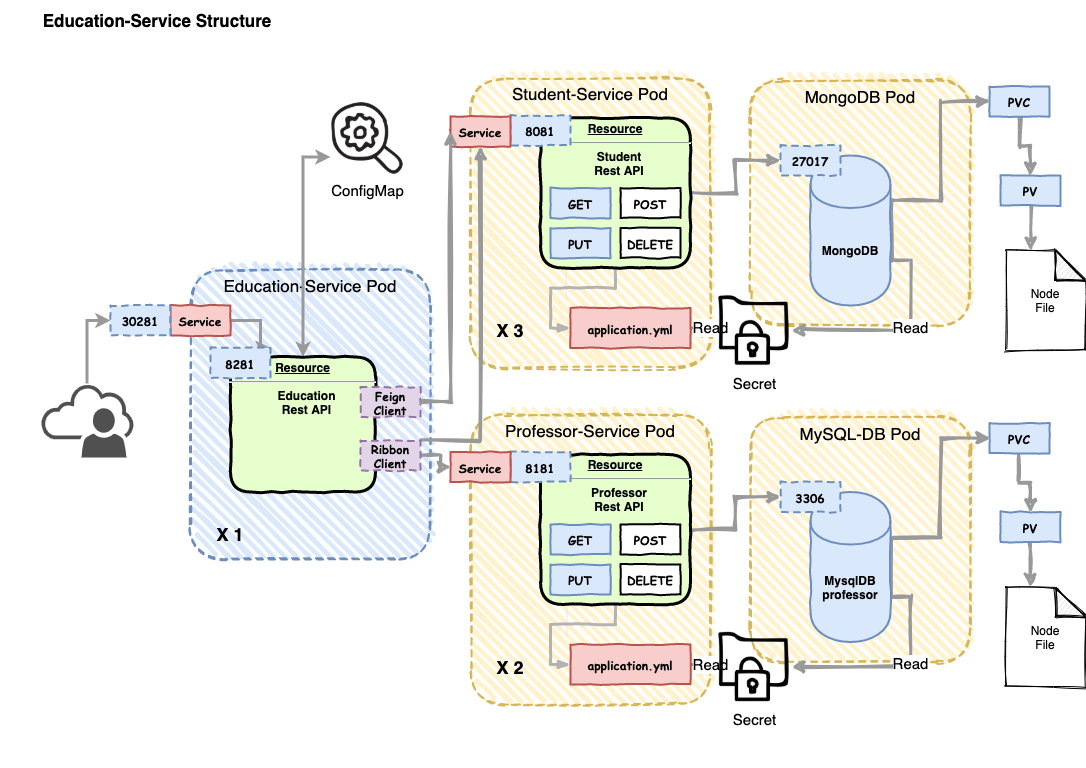 Education-Service Structure
ConfigMap
Education-Service Pod
30281
Service
8281
Resource
Education
Rest API
Feign
Client
Ribbon
Client
X 1
Student-Service Pod
Service
8081
Resource
Student
Rest API
GET
POST
PUT
DELETE
X 3
application.yml
Read
Secret
MongoDB Pod
27017
MongoDB
Read
PVC
PV
Node
File
Professor-Service Pod
Service
8181
Resource
Professor
Rest API
GET
POST
PUT
DELETE
X 2
application.yml
Read
Secret
MySQL-DB Pod
3306
MysqlDB
professor
Read
PVC
PV
Node
File